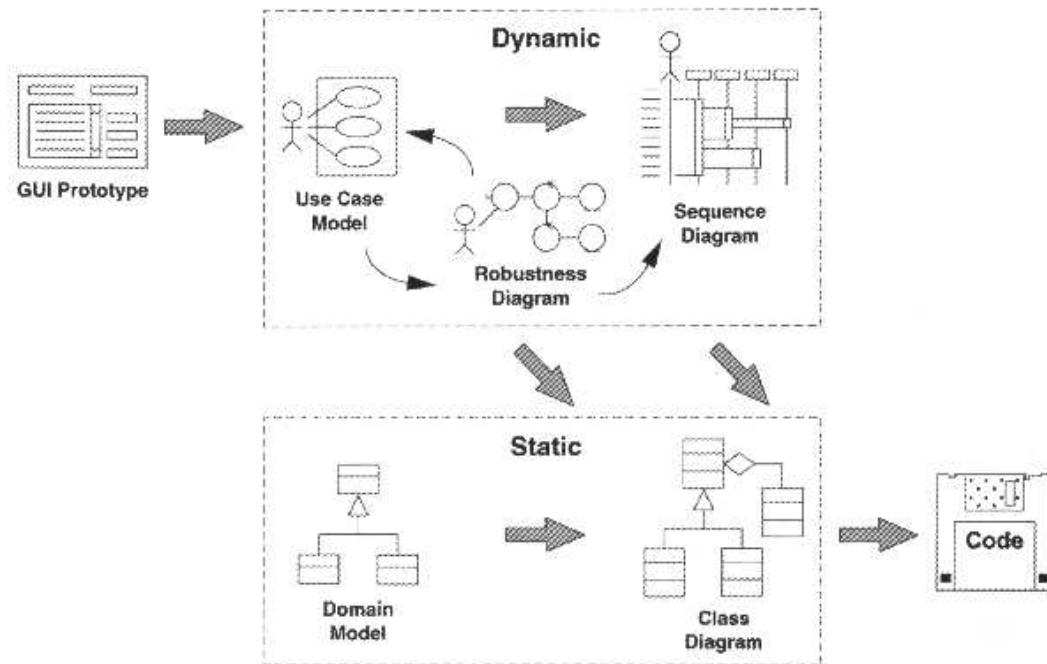 Dynamic
GUI Prototype
Use Case
Model
Robustness
Diagram
Sequence
Diagram
Static
Domain
Model
Class
Diagram
Code